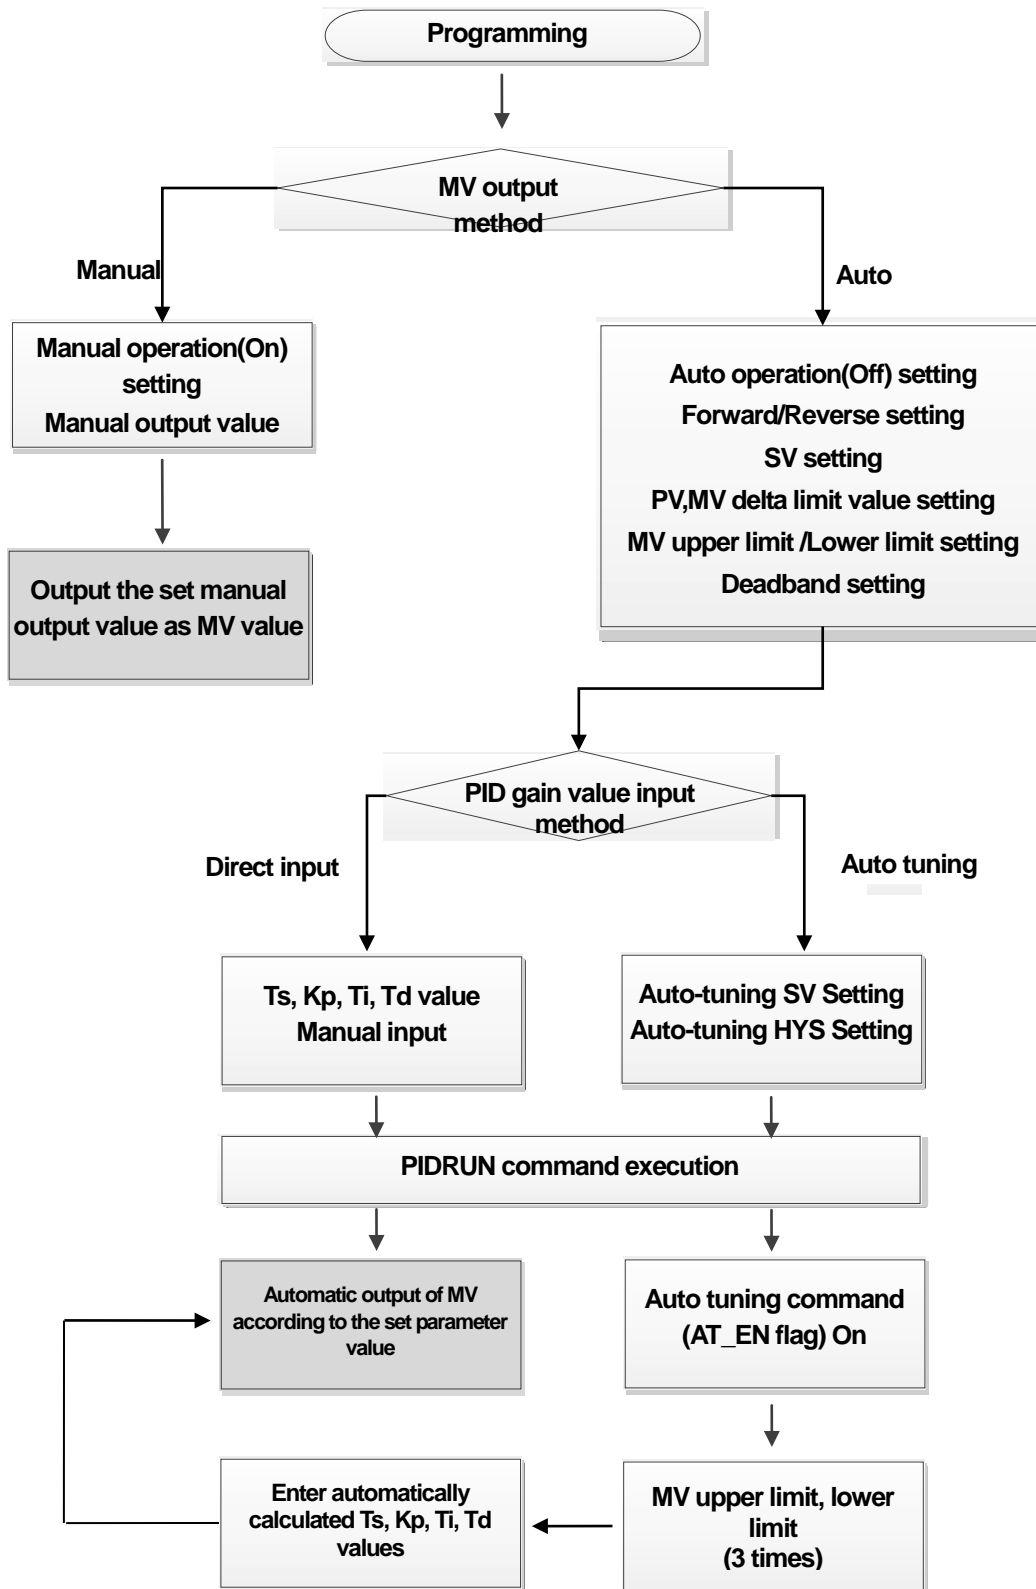 Programming
MV output
method
Manual
Auto
Manual operation(On)
setting
Manual output value
Auto operation(Off) setting
Forward/Reverse setting
SV setting
PV,MV delta limit value setting
MV upper limit /Lower limit setting
Deadband setting
Output the set manual
output value as MV value
PID gain value input
method
Direct input
Auto tuning
Ts, Kp, Ti, Td value
Manual input
Auto-tuning SV Setting
Auto-tuning HYS Setting
PIDRUN command execution
Automatic output of MV
according to the set parameter
value
Auto tuning command
(AT_EN flag) On
Enter automatically
calculated Ts, Kp, Ti, Td
values
MV upper limit, lower
limit
(3 times)